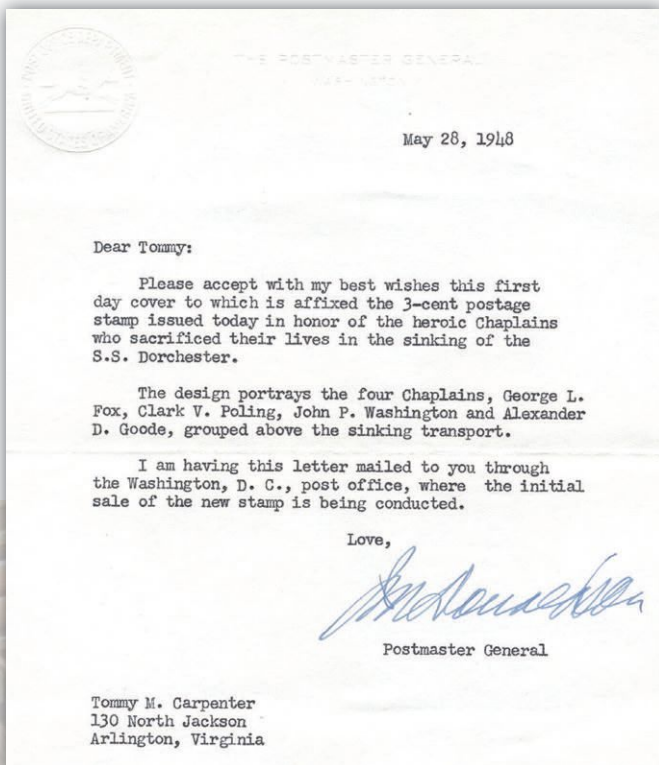 THE POSTMASTER GENERAL
WASHINGTON
May 28, 1948
Dear Tommy:
Please accept with my best wishes this first
day cover to which is affixed the 3-cent postage
stamp issued today in honor of the heroic Chaplains
who sacrificed their lives in the sinking of the
S.S. Dorchester.
The design portrays the four Chaplains, George L.
Fox, Clark V. Poling, John P. Washington and Alexander
D. Goode, grouped above the sinking transport.
I am having this letter mailed to you through
the Washington, D. C., post office, where the initial
sale of the new stamp is being conducted.
Love,
JMDonaldson
Postmaster General
Tommy M. Carpenter
130 North Jackson
Arlington, Virginia